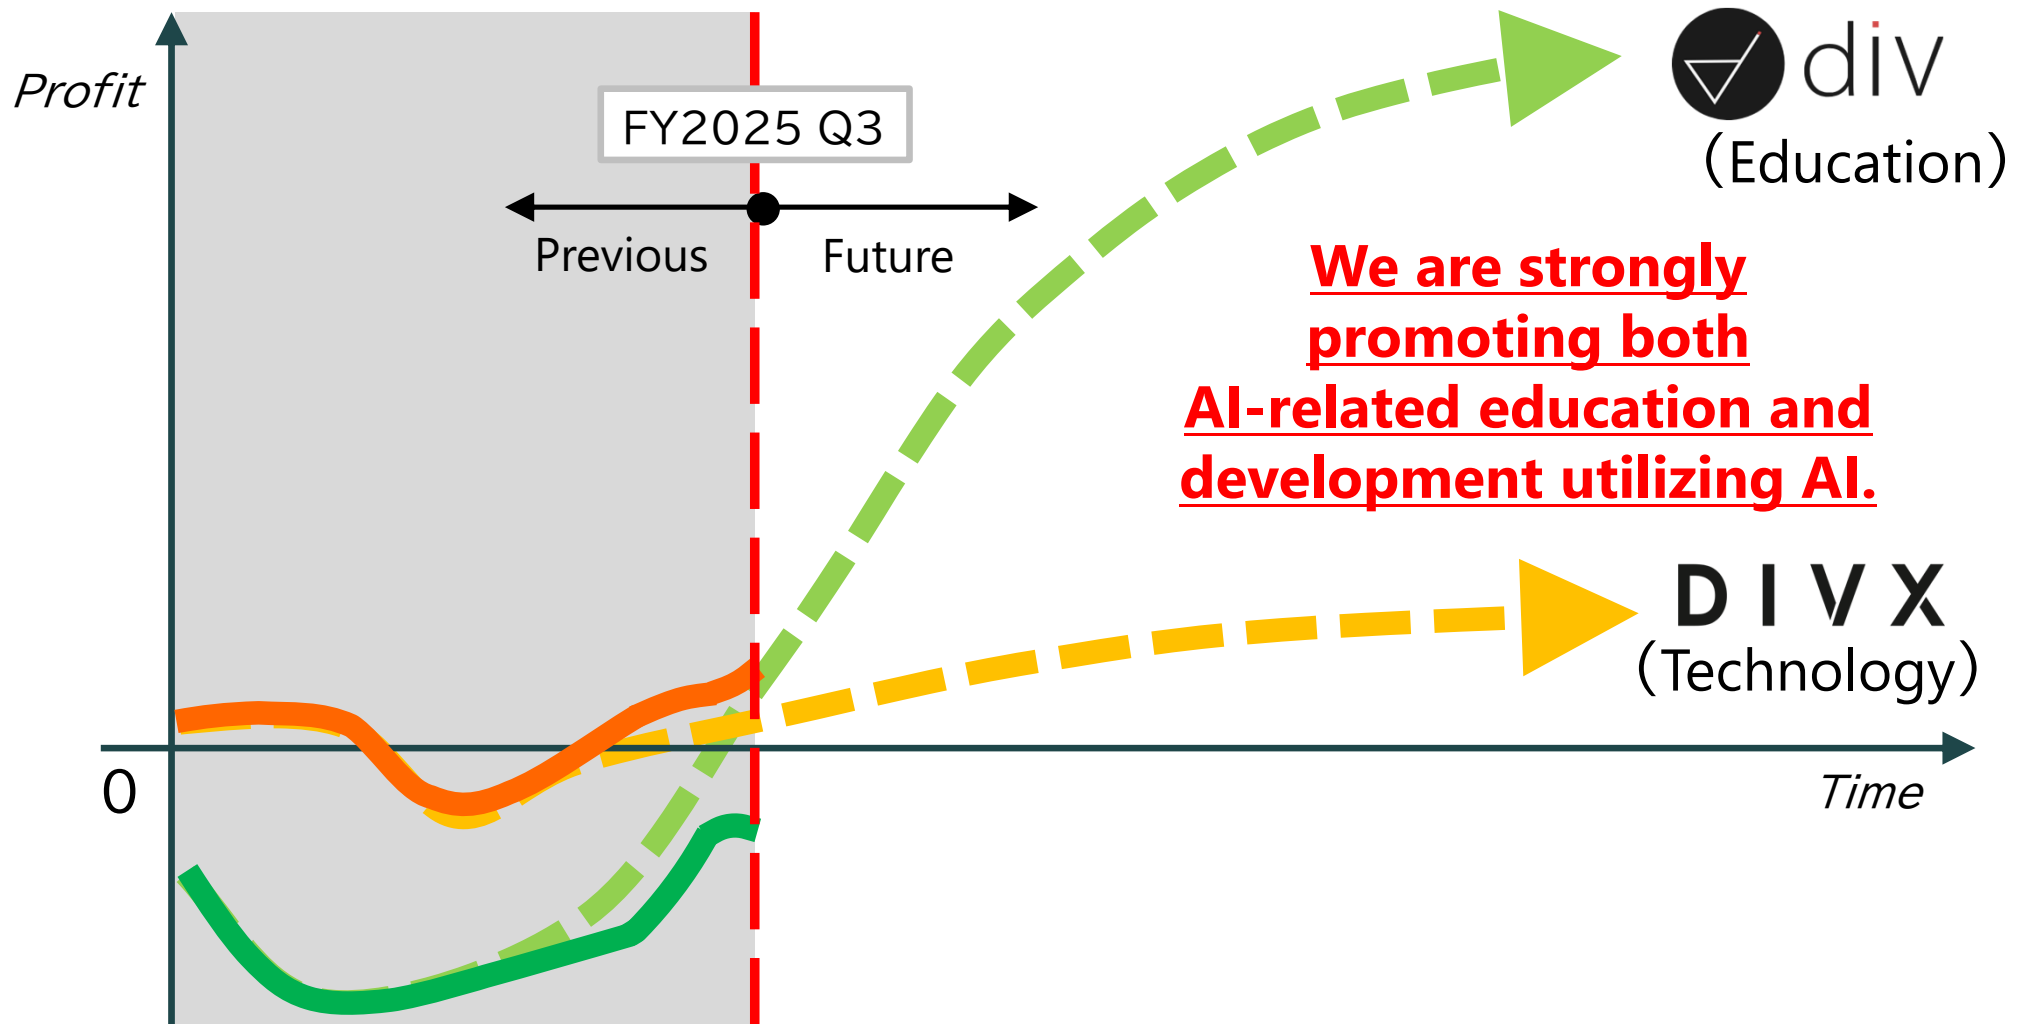 Profit
FY2025 Q3
Previous
Future
div
（Education）
We are strongly
promoting both
AI-related education and
development utilizing AI.
DIVX
（Technology）
0
Time